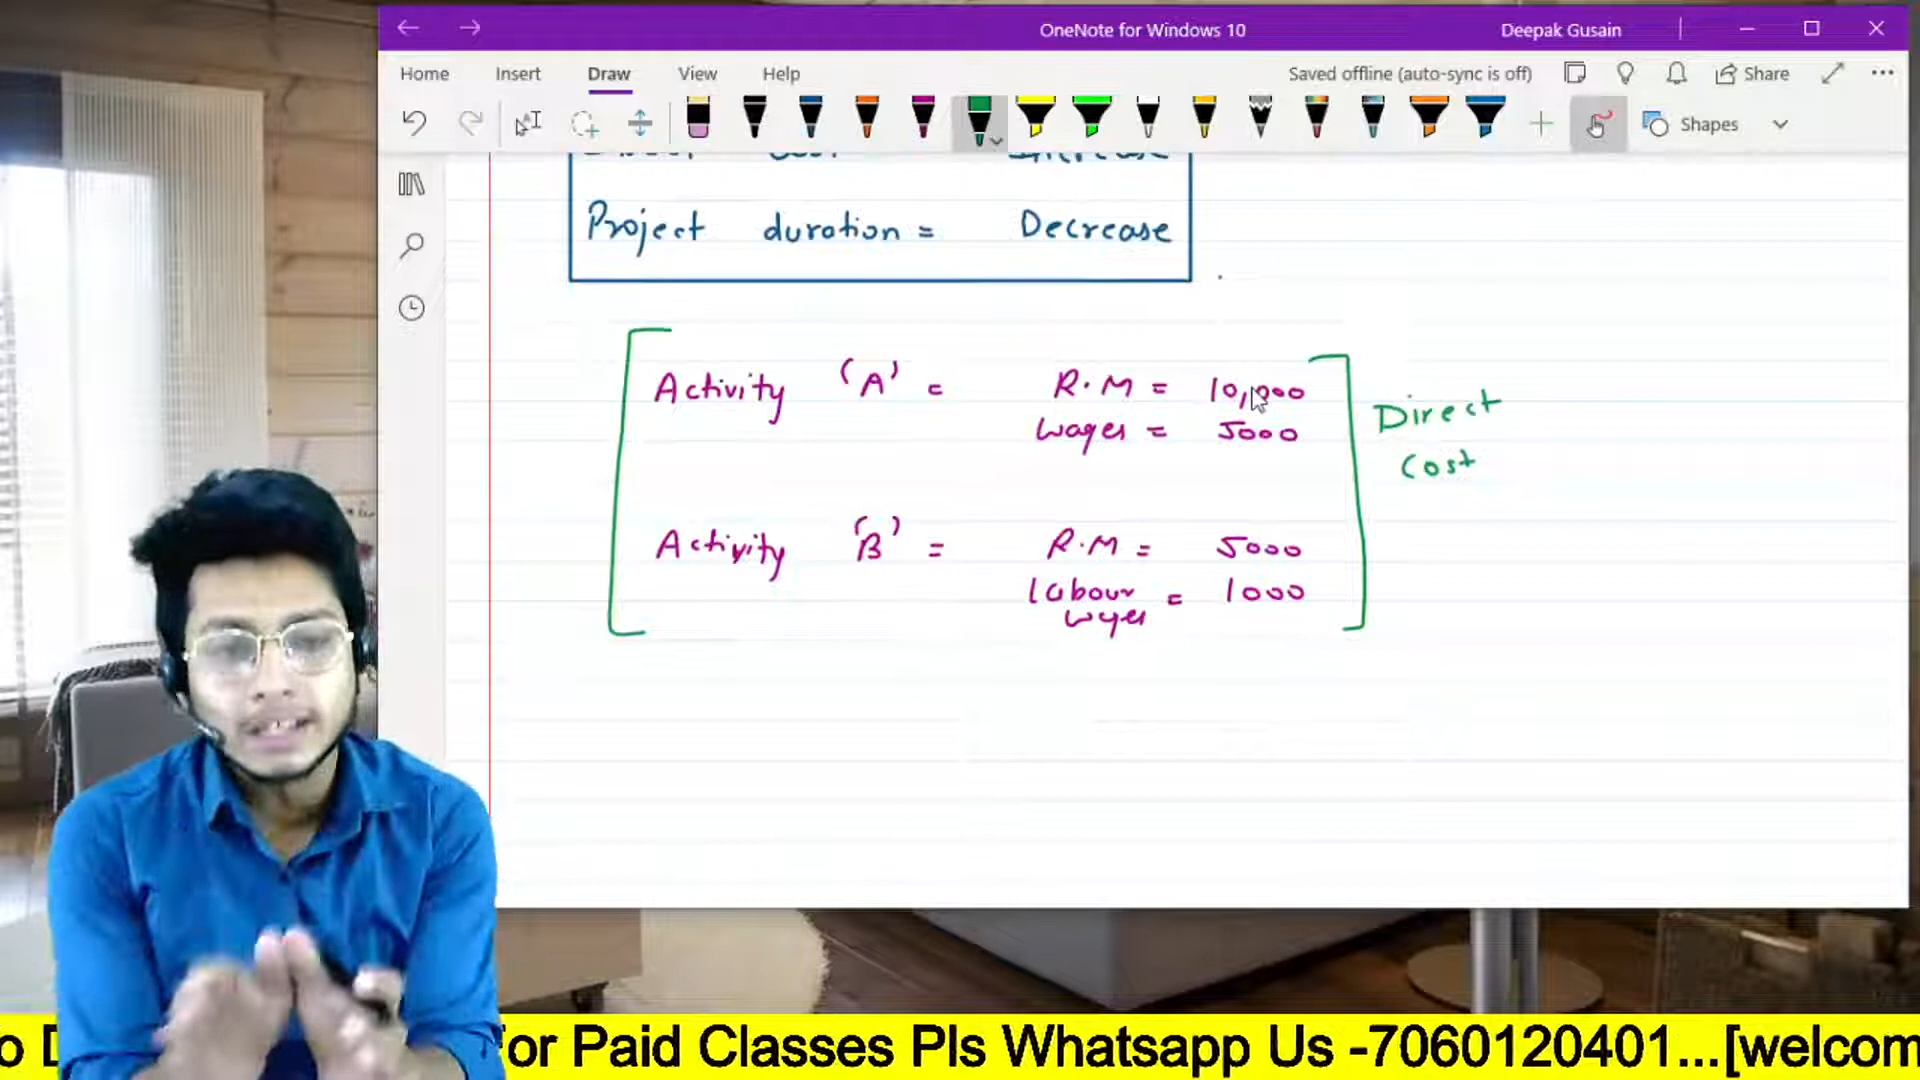 OneNote for Windows 10
Deepak Gusain
Home Insert Draw View Help
Saved offline (auto-sync is off) Share
Shapes
Cost Increase
Project duration = Decrease
Activity 'A' = R.M = 10,000
wages = 5000
Direct
Cost
Activity 'B' = R.M = 5000
labour = 1000
wages
For Paid Classes Pls Whatsapp Us -7060120401...[welcom